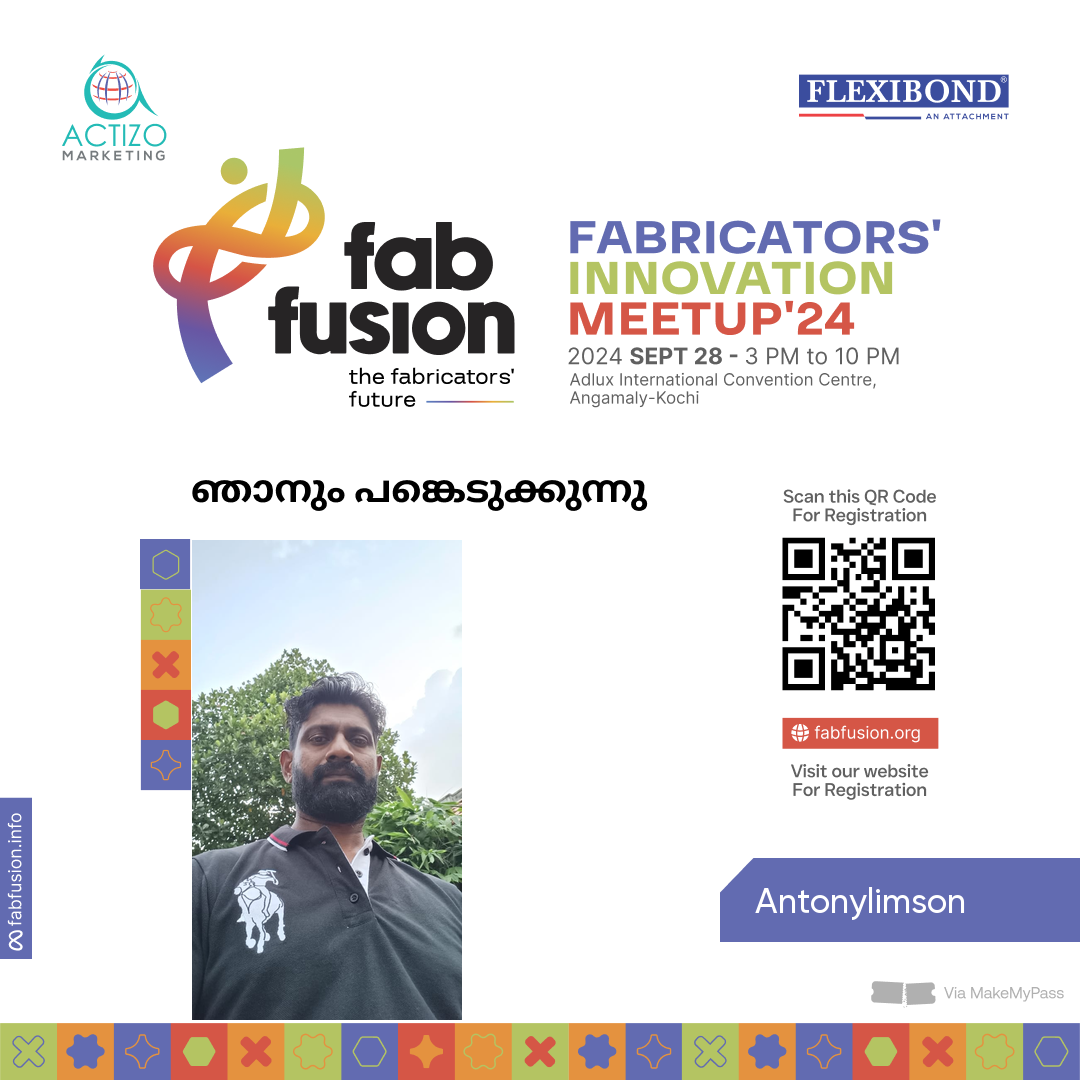 ACTIZO
MARKETING
FLEXIBOND®
AN ATTACHMENT
fab
fusion
the fabricators'
future
FABRICATORS'
INNOVATION
MEETUP'24
2024 SEPT 28 - 3 PM to 10 PM
Adlux International Convention Centre,
Angamaly-Kochi
ഞാനും പങ്കെടുക്കുന്നു
Scan this QR Code
For Registration
fabfusion.org
Visit our website
For Registration
fabfusion.info
Antonylimson
Via MakeMyPass